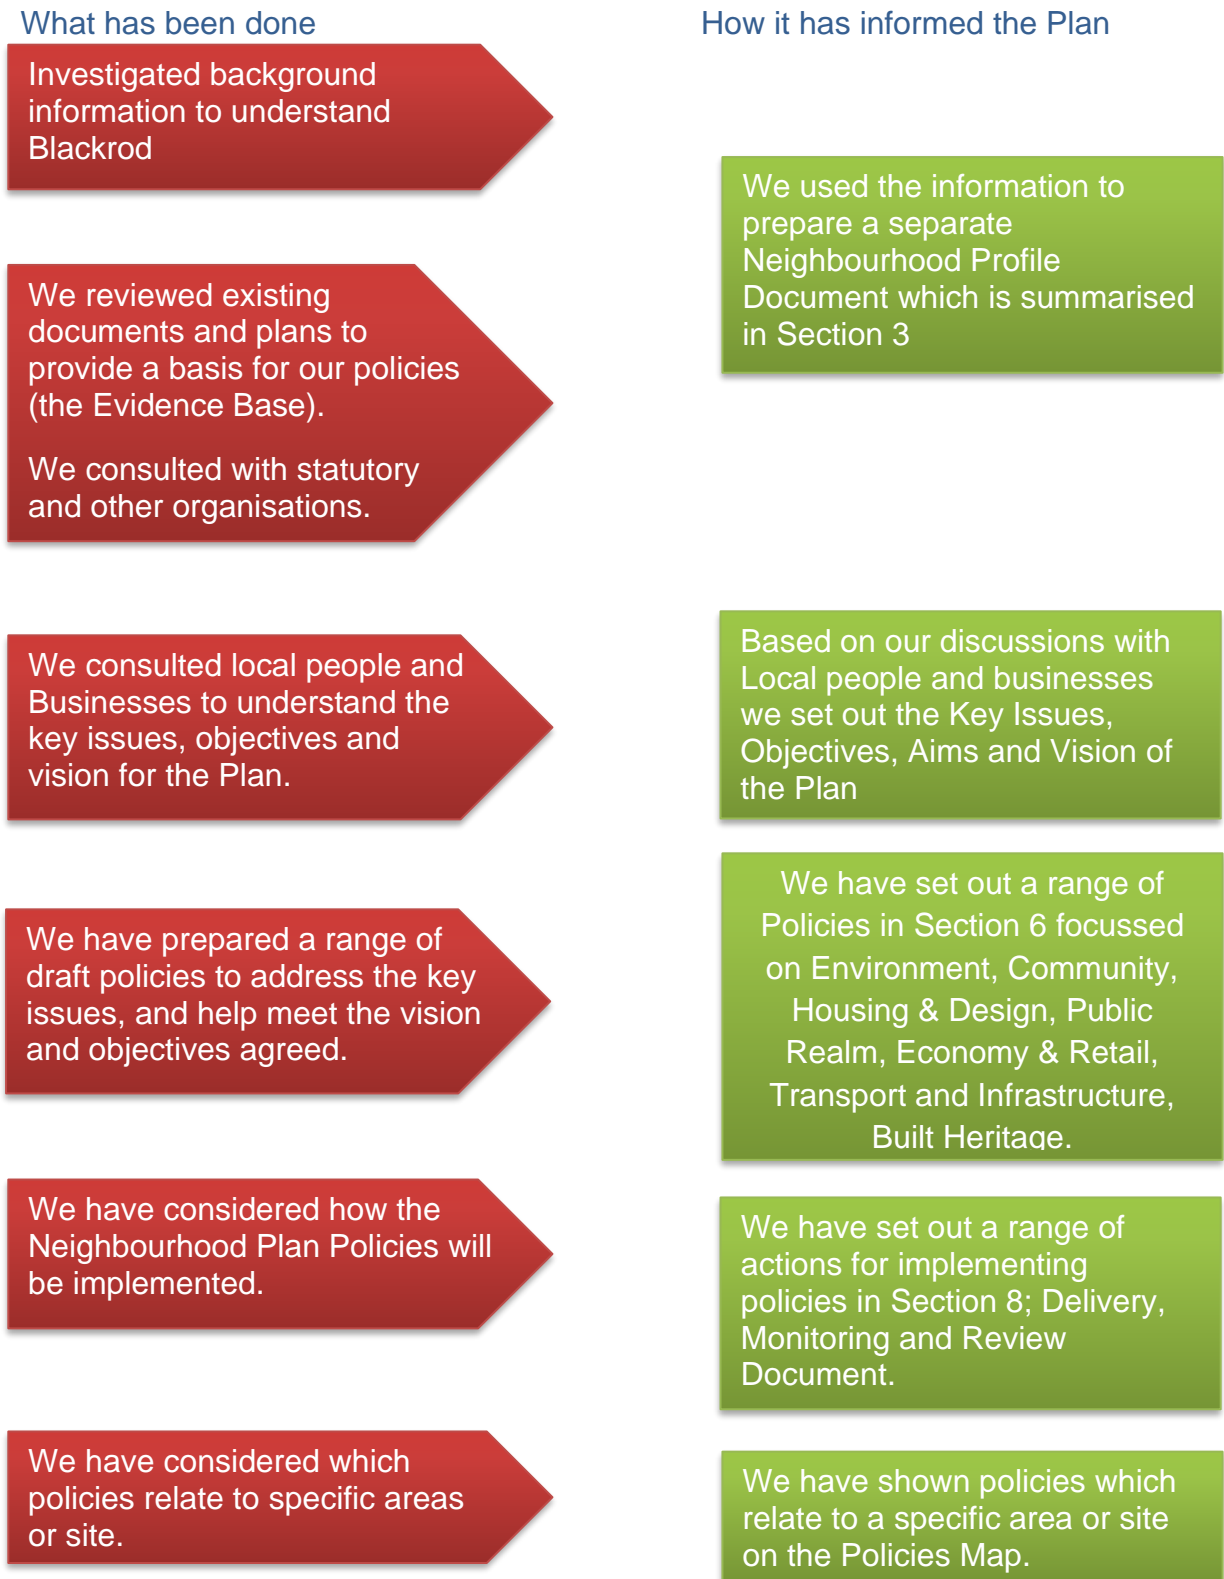 What has been done
How it has informed the Plan
Investigated background
information to understand
Blackrod
We used the information to
prepare a separate
Neighbourhood Profile
Document which is summarised
in Section 3
We reviewed existing
documents and plans to
provide a basis for our policies
(the Evidence Base).
We consulted with statutory
and other organisations.
We consulted local people and
Businesses to understand the
key issues, objectives and
vision for the Plan.
Based on our discussions with
Local people and businesses
we set out the Key Issues,
Objectives, Aims and Vision of
the Plan
We have prepared a range of
draft policies to address the key
issues, and help meet the vision
and objectives agreed.
We have set out a range of
Policies in Section 6 focussed
on Environment, Community,
Housing & Design, Public
Realm, Economy & Retail,
Transport and Infrastructure,
Built Heritage.
We have considered how the
Neighbourhood Plan Policies will
be implemented.
We have set out a range of
actions for implementing
policies in Section 8; Delivery,
Monitoring and Review
Document.
We have considered which
policies relate to specific areas
or site.
We have shown policies which
relate to a specific area or site
on the Policies Map.